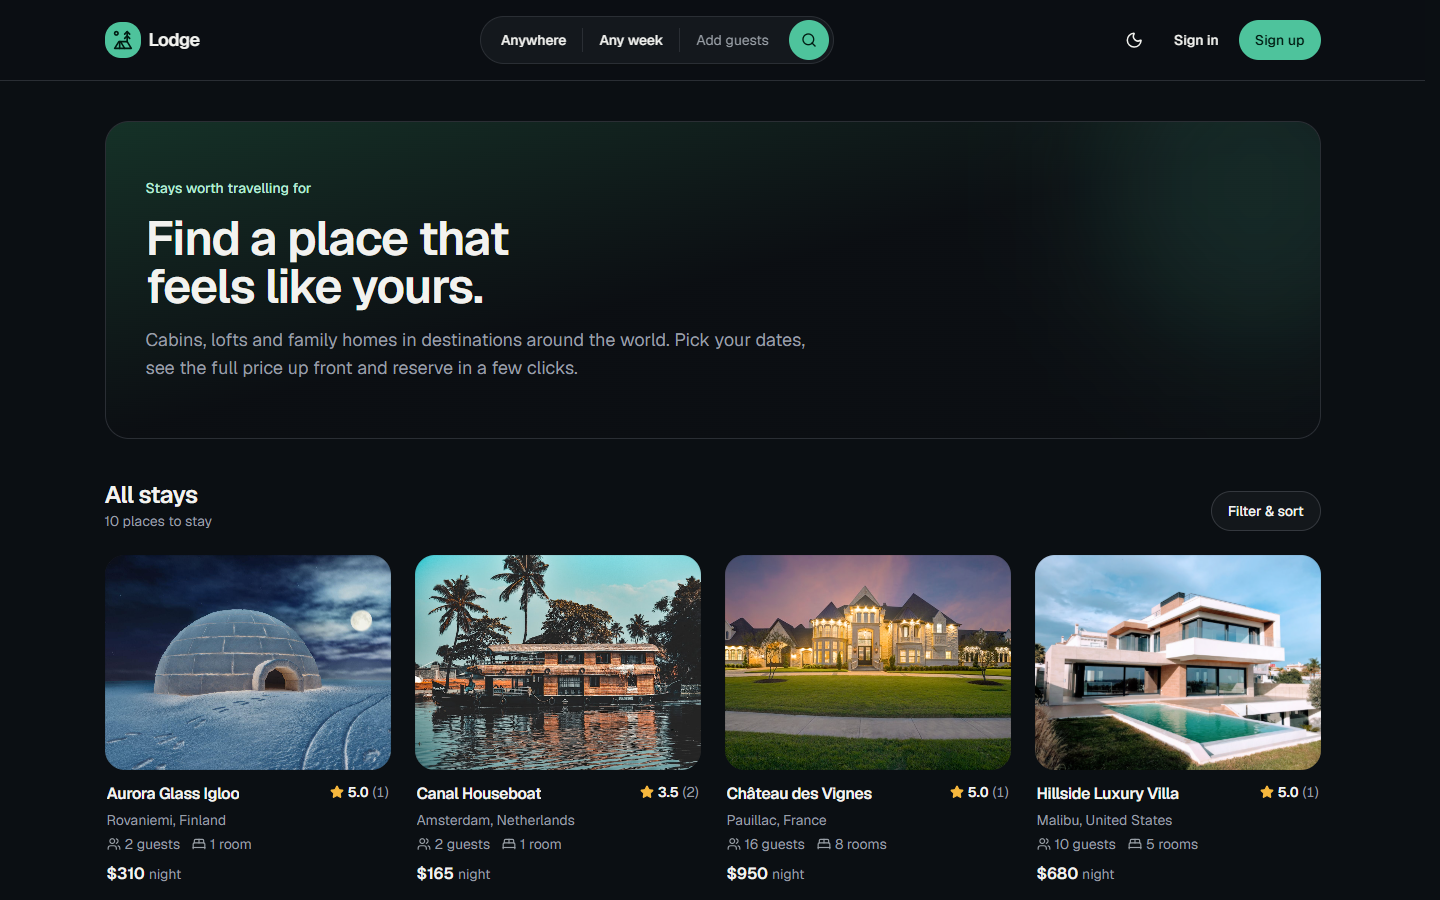 Lodge
Anywhere
Any week
Add guests
Sign in
Sign up
Stays worth travelling for
Find a place that
feels like yours.
Cabins, lofts and family homes in destinations around the world. Pick your dates,
see the full price up front and reserve in a few clicks.
All stays
10 places to stay
Filter & sort
Aurora Glass Igloo
5.0 (1)
Rovaniemi, Finland
2 guests 1 room
$310 night
Canal Houseboat
3.5 (2)
Amsterdam, Netherlands
2 guests 1 room
$165 night
Château des Vignes
5.0 (1)
Pauillac, France
16 guests 8 rooms
$950 night
Hillside Luxury Villa
5.0 (1)
Malibu, United States
10 guests 5 rooms
$680 night